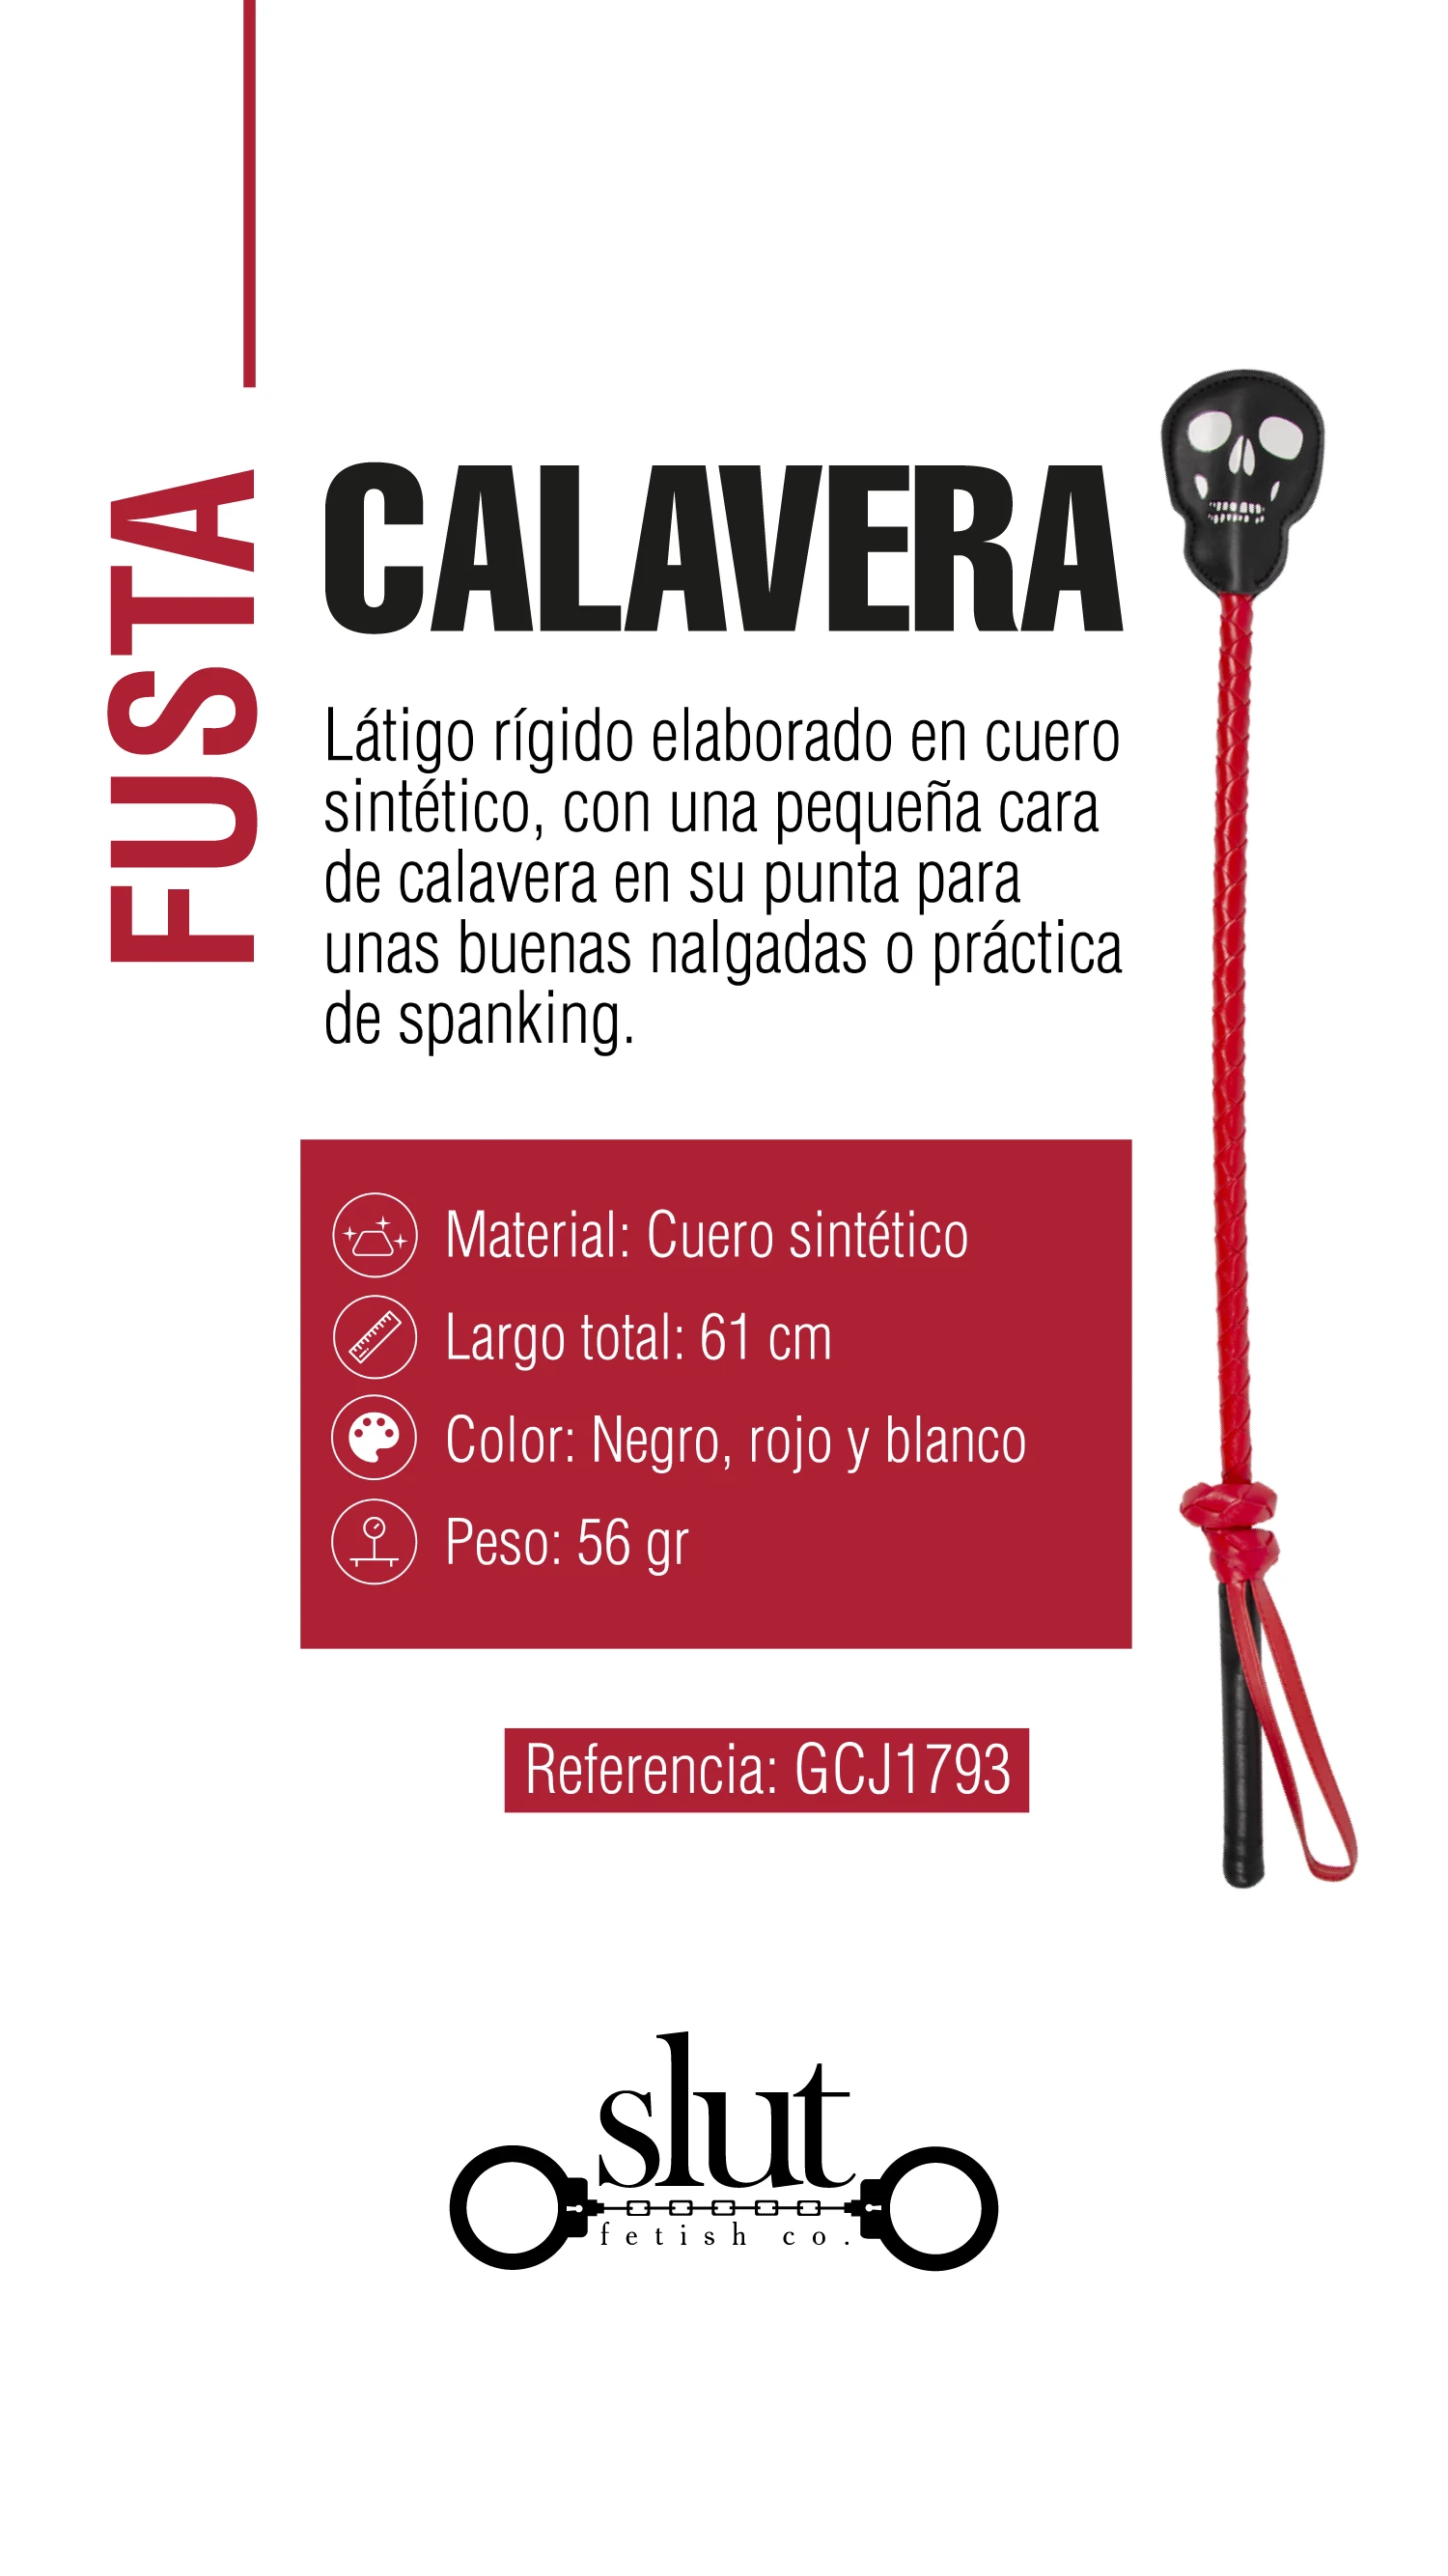 FUSTA
CALAVERA
Látigo rígido elaborado en cuero
sintético, con una pequeña cara
de calavera en su punta para
unas buenas nalgadas o práctica
de spanking.
Material: Cuero sintético
Largo total: 61 cm
Color: Negro, rojo y blanco
Peso: 56 gr
Referencia: GCJ1793
slut
fetish co.